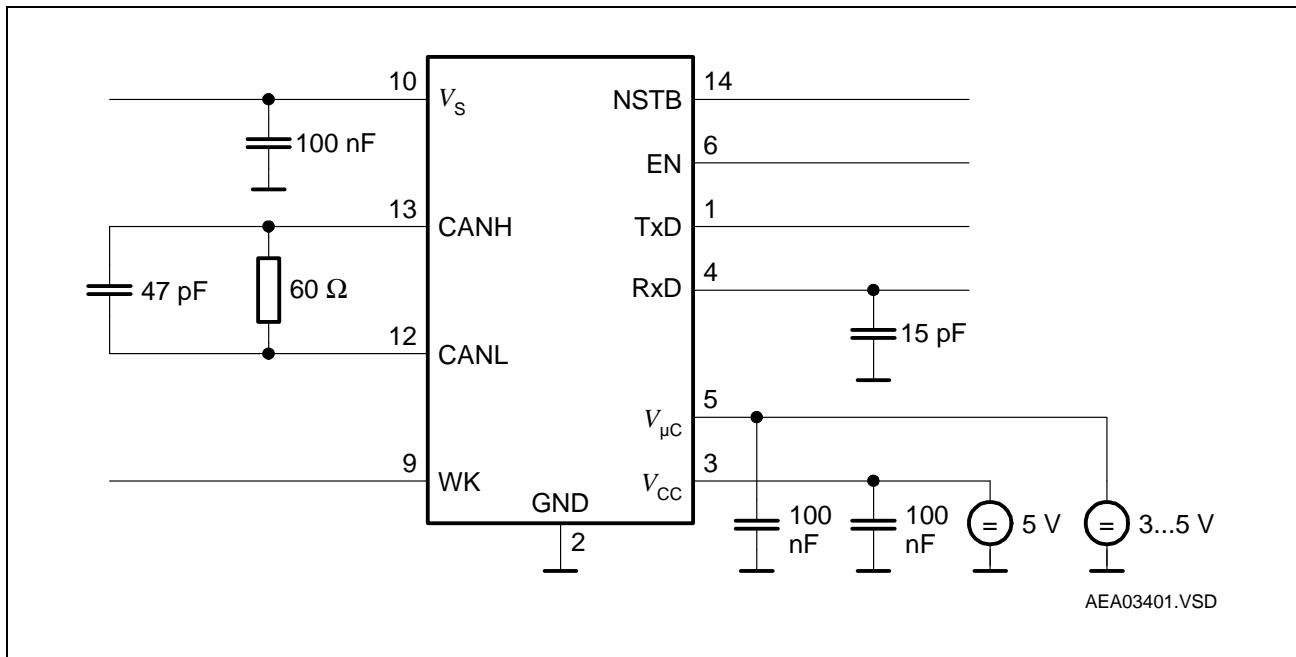 10
V_S
NSTB
14
100 nF
EN
6
13
CANH
TxD
1
47 pF
60 Ω
RxD
4
15 pF
12
CANL
V_µC
5
9
WK
V_CC
3
GND
2
100 nF
100 nF
= 5 V
= 3...5 V
AEA03401.VSD